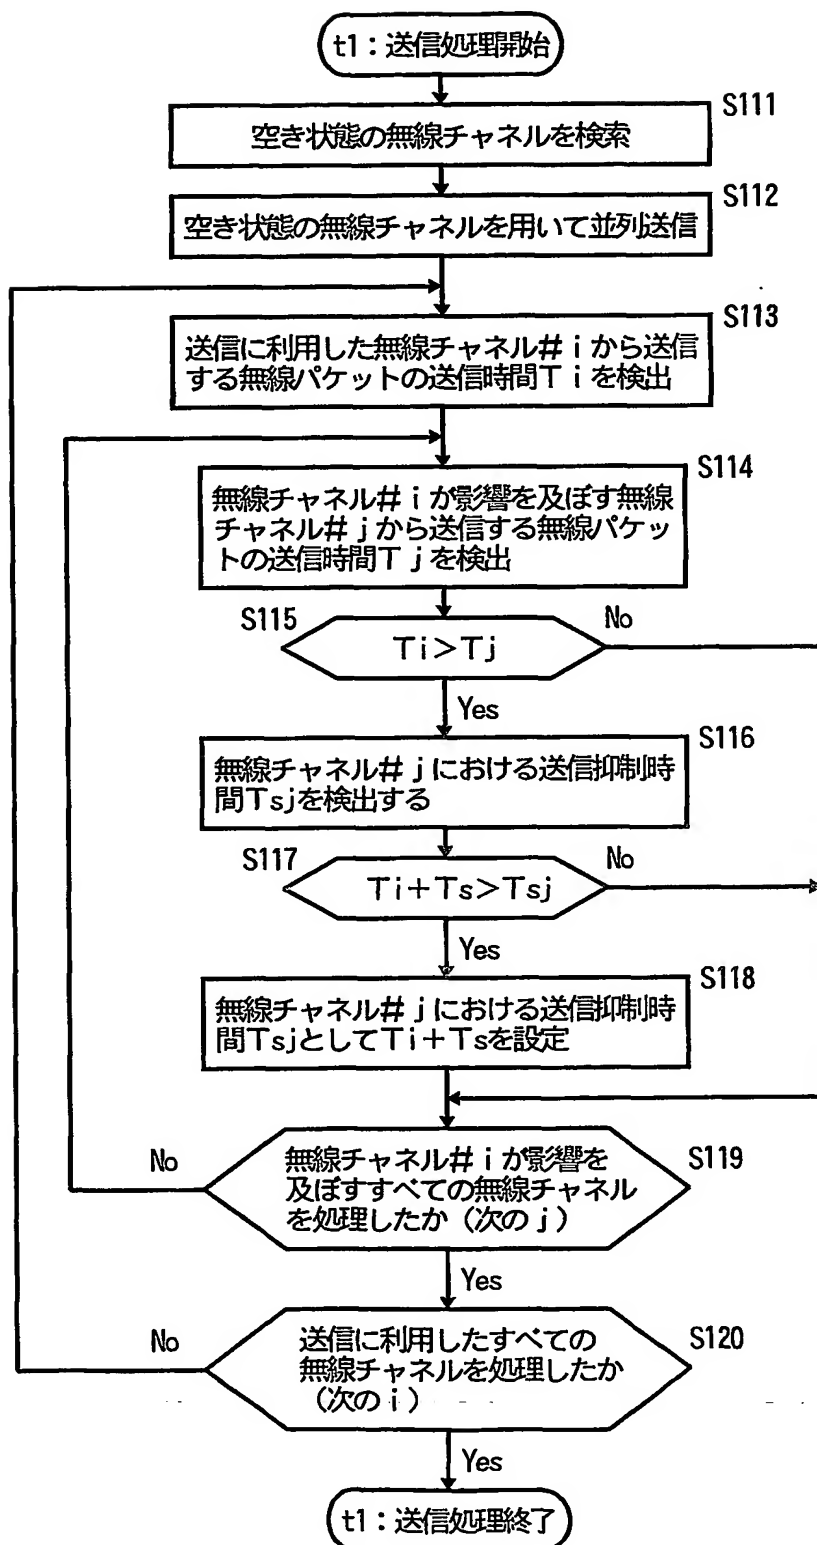 t1：送信処理開始
S111
空き状態の無線チャネルを検索
S112
空き状態の無線チャネルを用いて並列送信
S113
送信に利用した無線チャネル＃ｉから送信
する無線パケットの送信時間Ｔｉを検出
S114
無線チャネル＃ｉが影響を及ぼす無線
チャネル＃ｊから送信する無線パケッ
トの送信時間Ｔｊを検出
S115
No
Ｔi＞Ｔj
Yes
S116
無線チャネル＃ｊにおける送信抑制時
間Ｔsjを検出する
S117
No
Ｔi＋Ｔs＞Ｔsj
Yes
S118
無線チャネル＃ｊにおける送信抑制時
間ＴsjとしてＴi＋Ｔsを設定
No
S119
無線チャネル＃ｉが影響を
及ぼすすべての無線チャネル
を処理したか（次のｊ）
Yes
No
S120
送信に利用したすべての
無線チャネルを処理したか
（次のｉ）
Yes
t1：送信処理終了